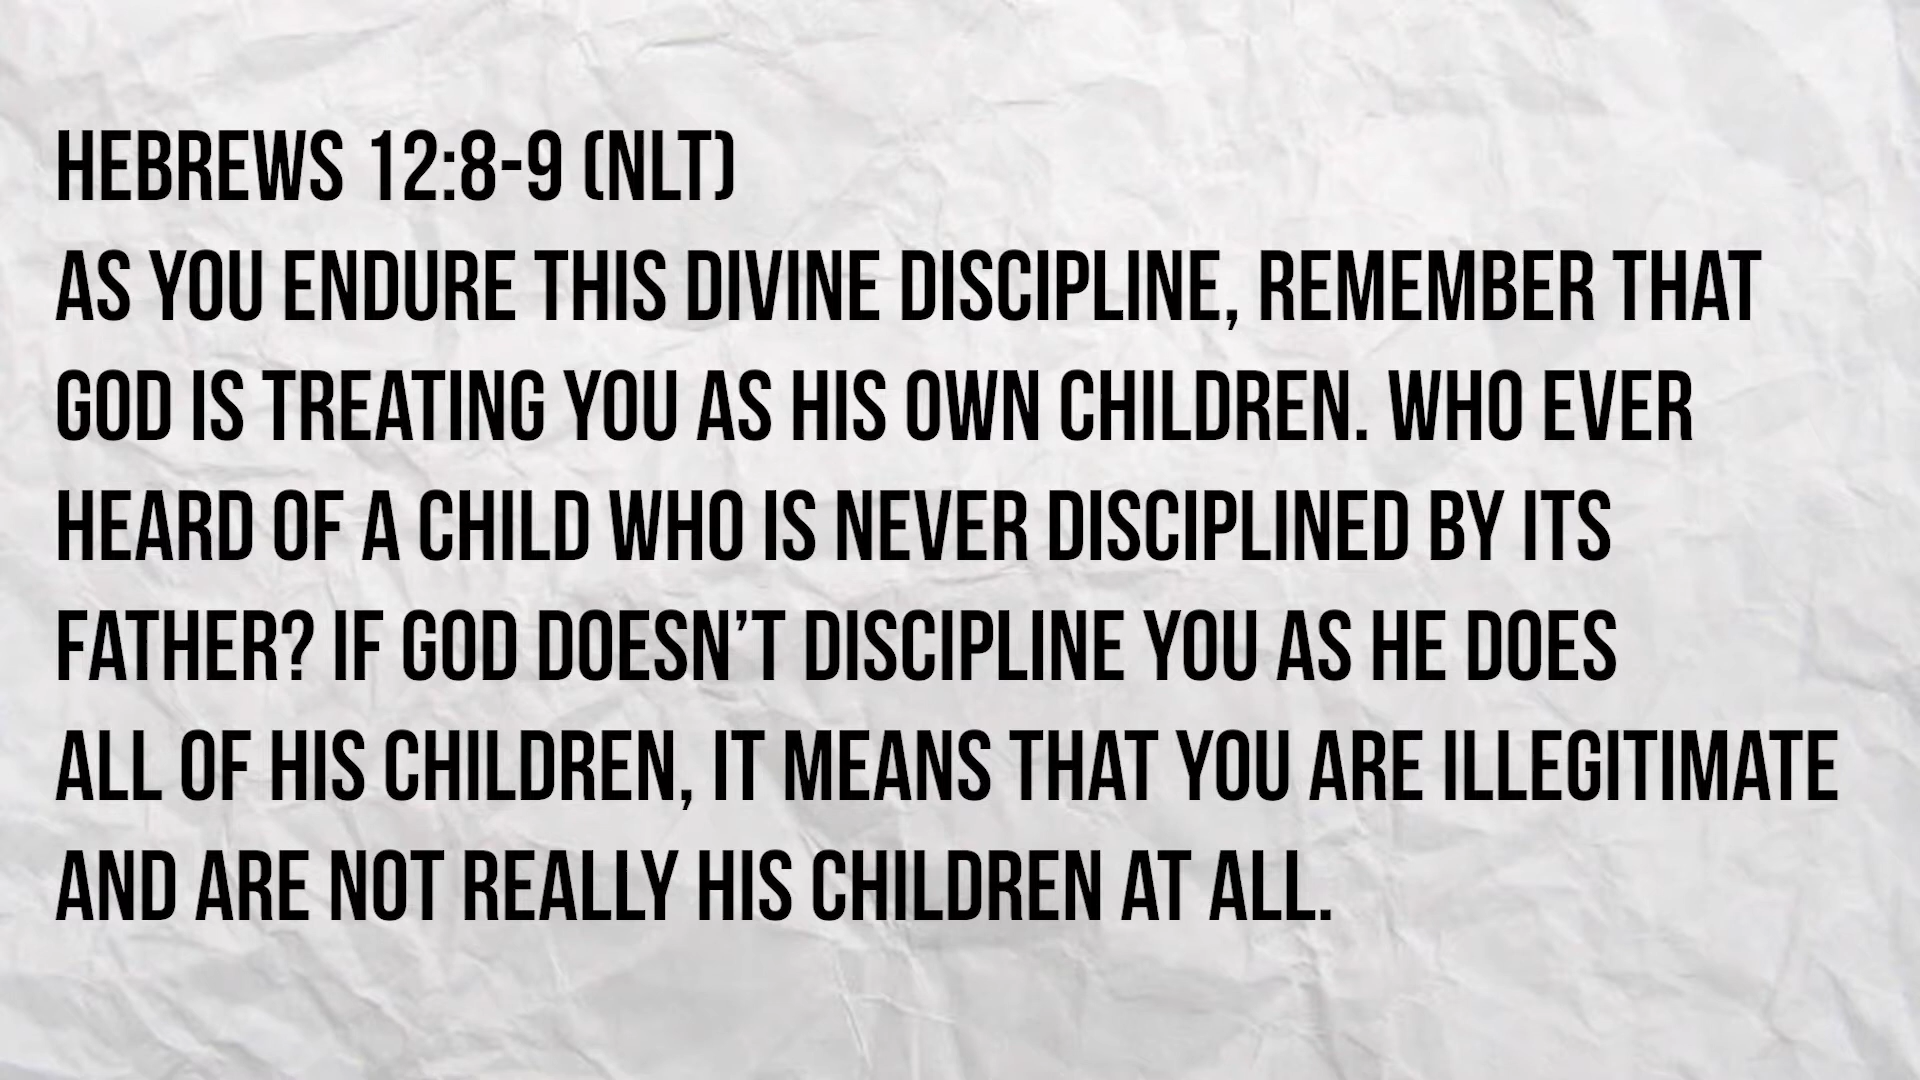 HEBREWS 12:8-9 (NLT)
AS YOU ENDURE THIS DIVINE DISCIPLINE, REMEMBER THAT
GOD IS TREATING YOU AS HIS OWN CHILDREN. WHO EVER
HEARD OF A CHILD WHO IS NEVER DISCIPLINED BY ITS
FATHER? IF GOD DOESN’T DISCIPLINE YOU AS HE DOES
ALL OF HIS CHILDREN, IT MEANS THAT YOU ARE ILLEGITIMATE
AND ARE NOT REALLY HIS CHILDREN AT ALL.